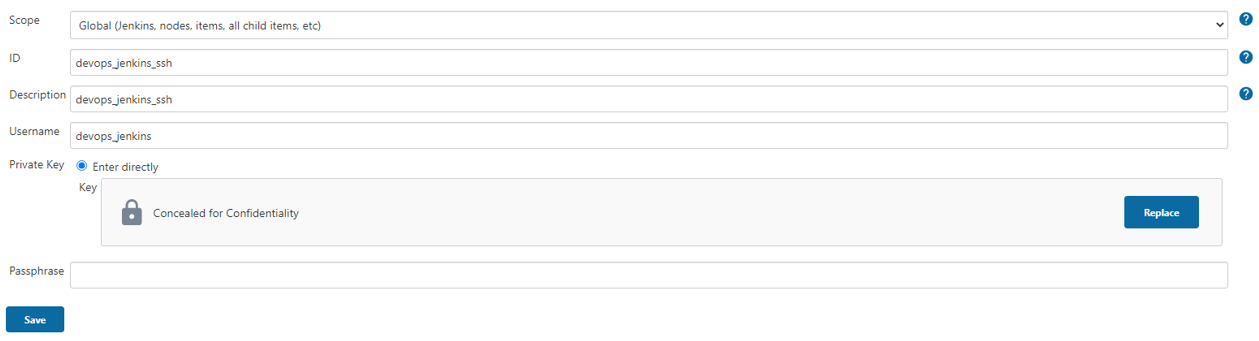 Scope Global (Jenkins, nodes, items, all child items, etc) ?
ID devops_jenkins_ssh ?
Description devops_jenkins_ssh ?
Username devops_jenkins
Private Key Enter directly
Key
Concealed for Confidentiality Replace
Passphrase
Save